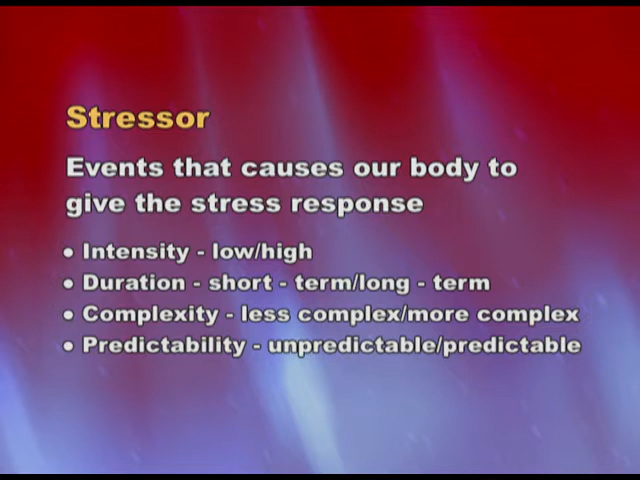 Stressor
Events that causes our body to
give the stress response
• Intensity - low/high
• Duration - short - term/long - term
• Complexity - less complex/more complex
• Predictability - unpredictable/predictable